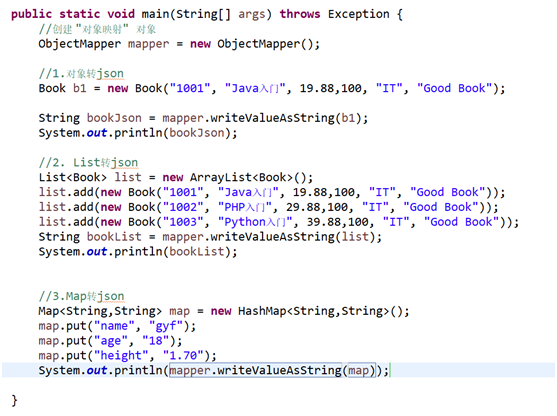 public static void main(String[] args) throws Exception {
//创建 "对象映射" 对象
ObjectMapper mapper = new ObjectMapper();
//1.对象转json
Book b1 = new Book("1001", "Java入门", 19.88,100, "IT", "Good Book");
String bookJson = mapper.writeValueAsString(b1);
System.out.println(bookJson);
//2. List转json
List<Book> list = new ArrayList<Book>();
list.add(new Book("1001", "Java入门", 19.88,100, "IT", "Good Book"));
list.add(new Book("1002", "PHP入门", 29.88,100, "IT", "Good Book"));
list.add(new Book("1003", "Python入门", 39.88,100, "IT", "Good Book"));
String bookList = mapper.writeValueAsString(list);
System.out.println(bookList);
//3.Map转json
Map<String,String> map = new HashMap<String,String>();
map.put("name", "gyf");
map.put("age", "18");
map.put("height", "1.70");
System.out.println(mapper.writeValueAsString(map));
}